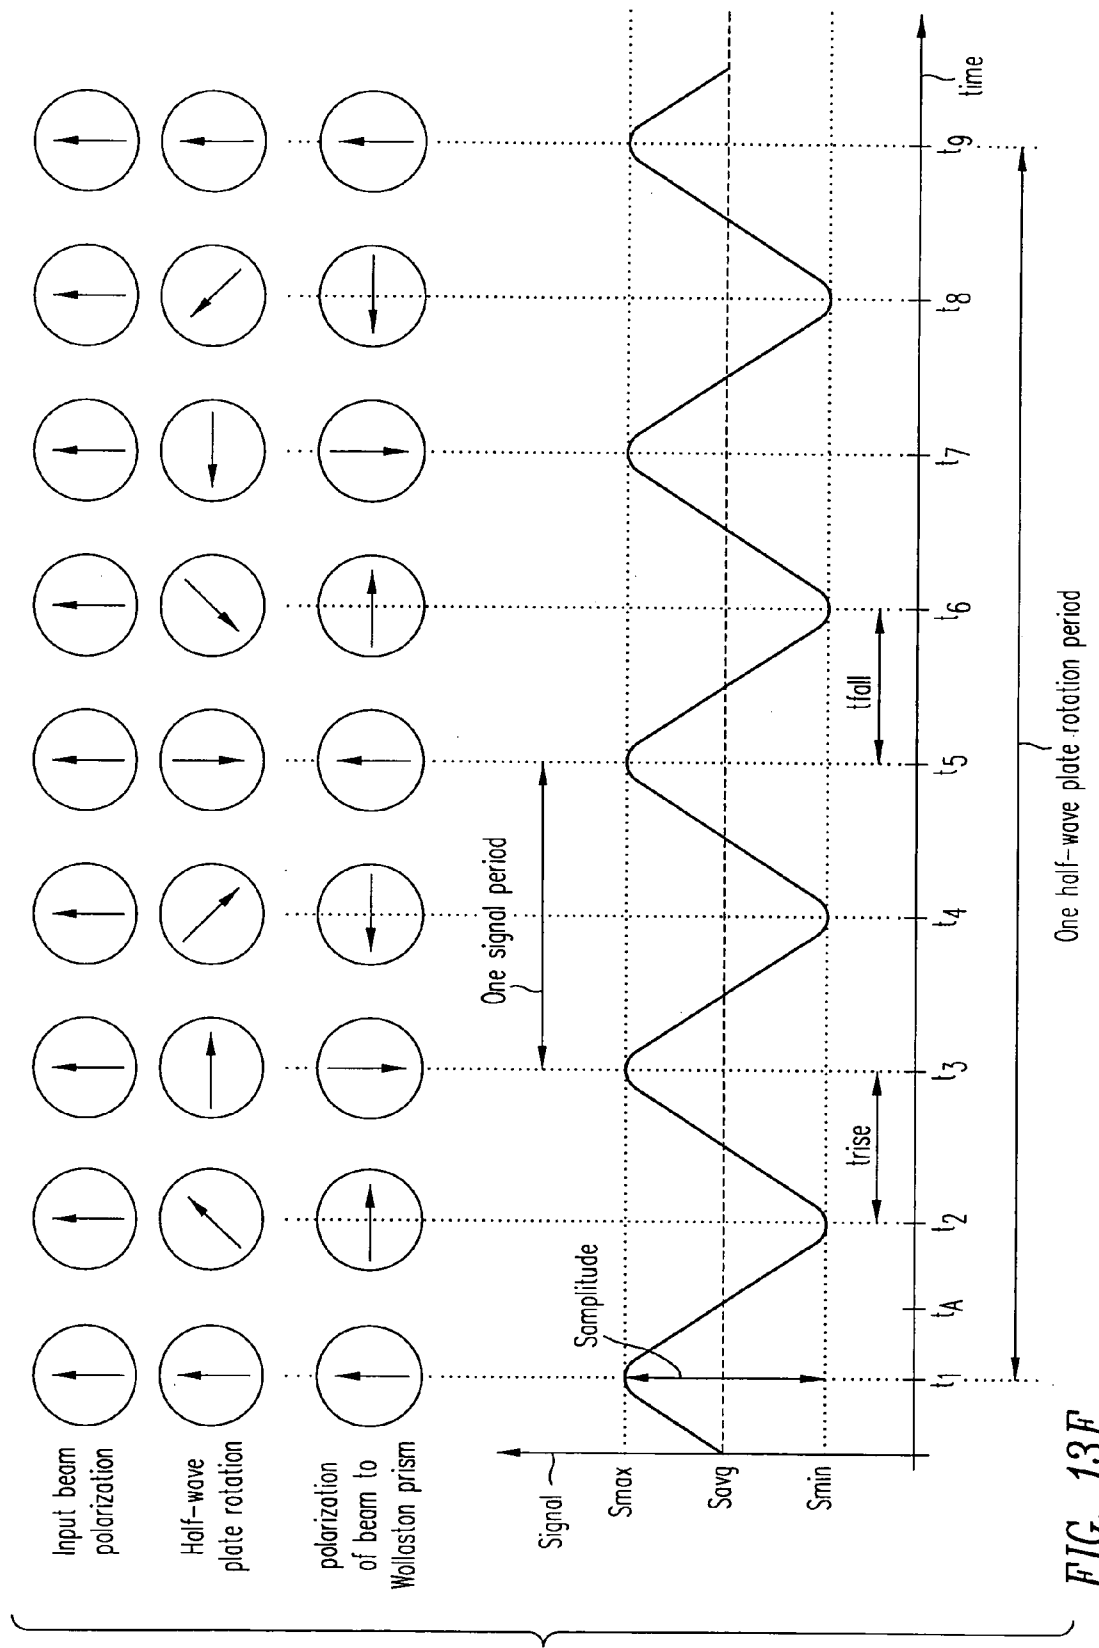 Input beam
polarization
Half-wave
plate rotation
polarization
of beam to
Wollaston prism
One signal period
Signal
Smax
Savg
Smin
Samplitude
trise
tfall
t1
tA
t2
t3
t4
t5
t6
t7
t8
t9
time
One half-wave plate rotation period
FIG. 13F